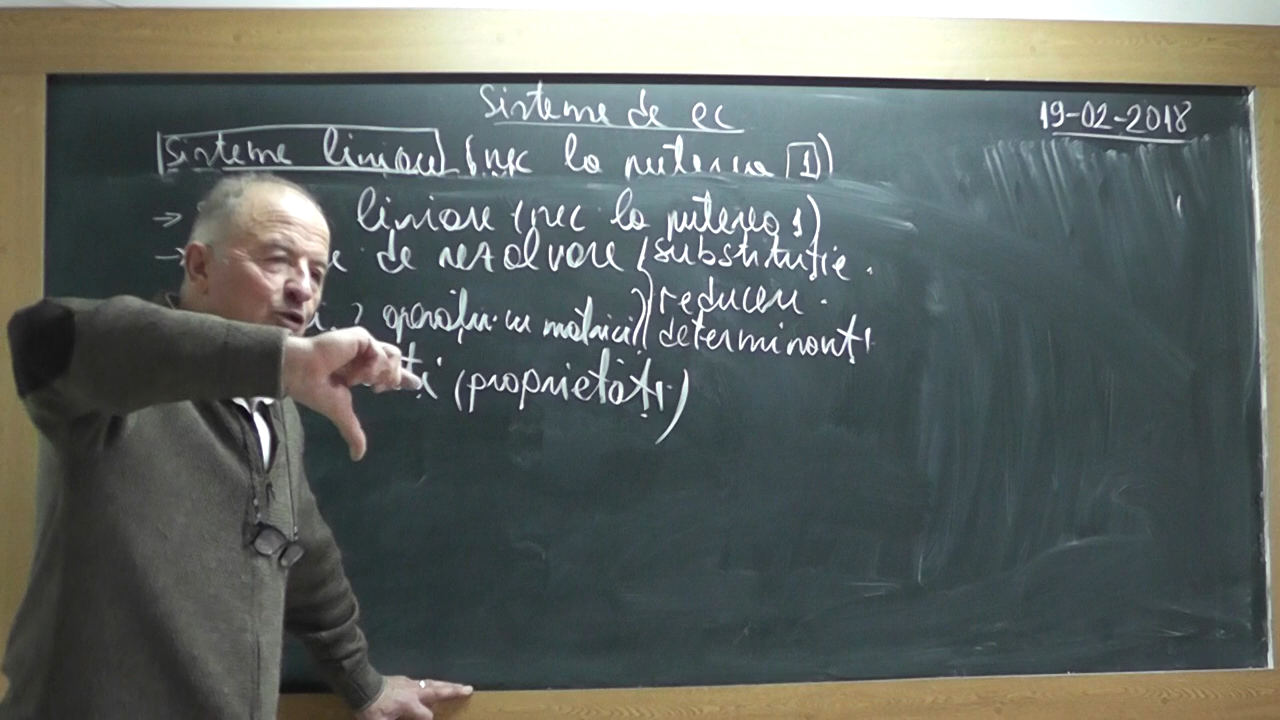 Sisteme de ec
19-02-2018
Sisteme liniare (nec la puterea 1)
→ liniare (nec la puterea 1)
→ de rezolvare substituție.
reducere.
operații cu matrici determinanți
(proprietăți)